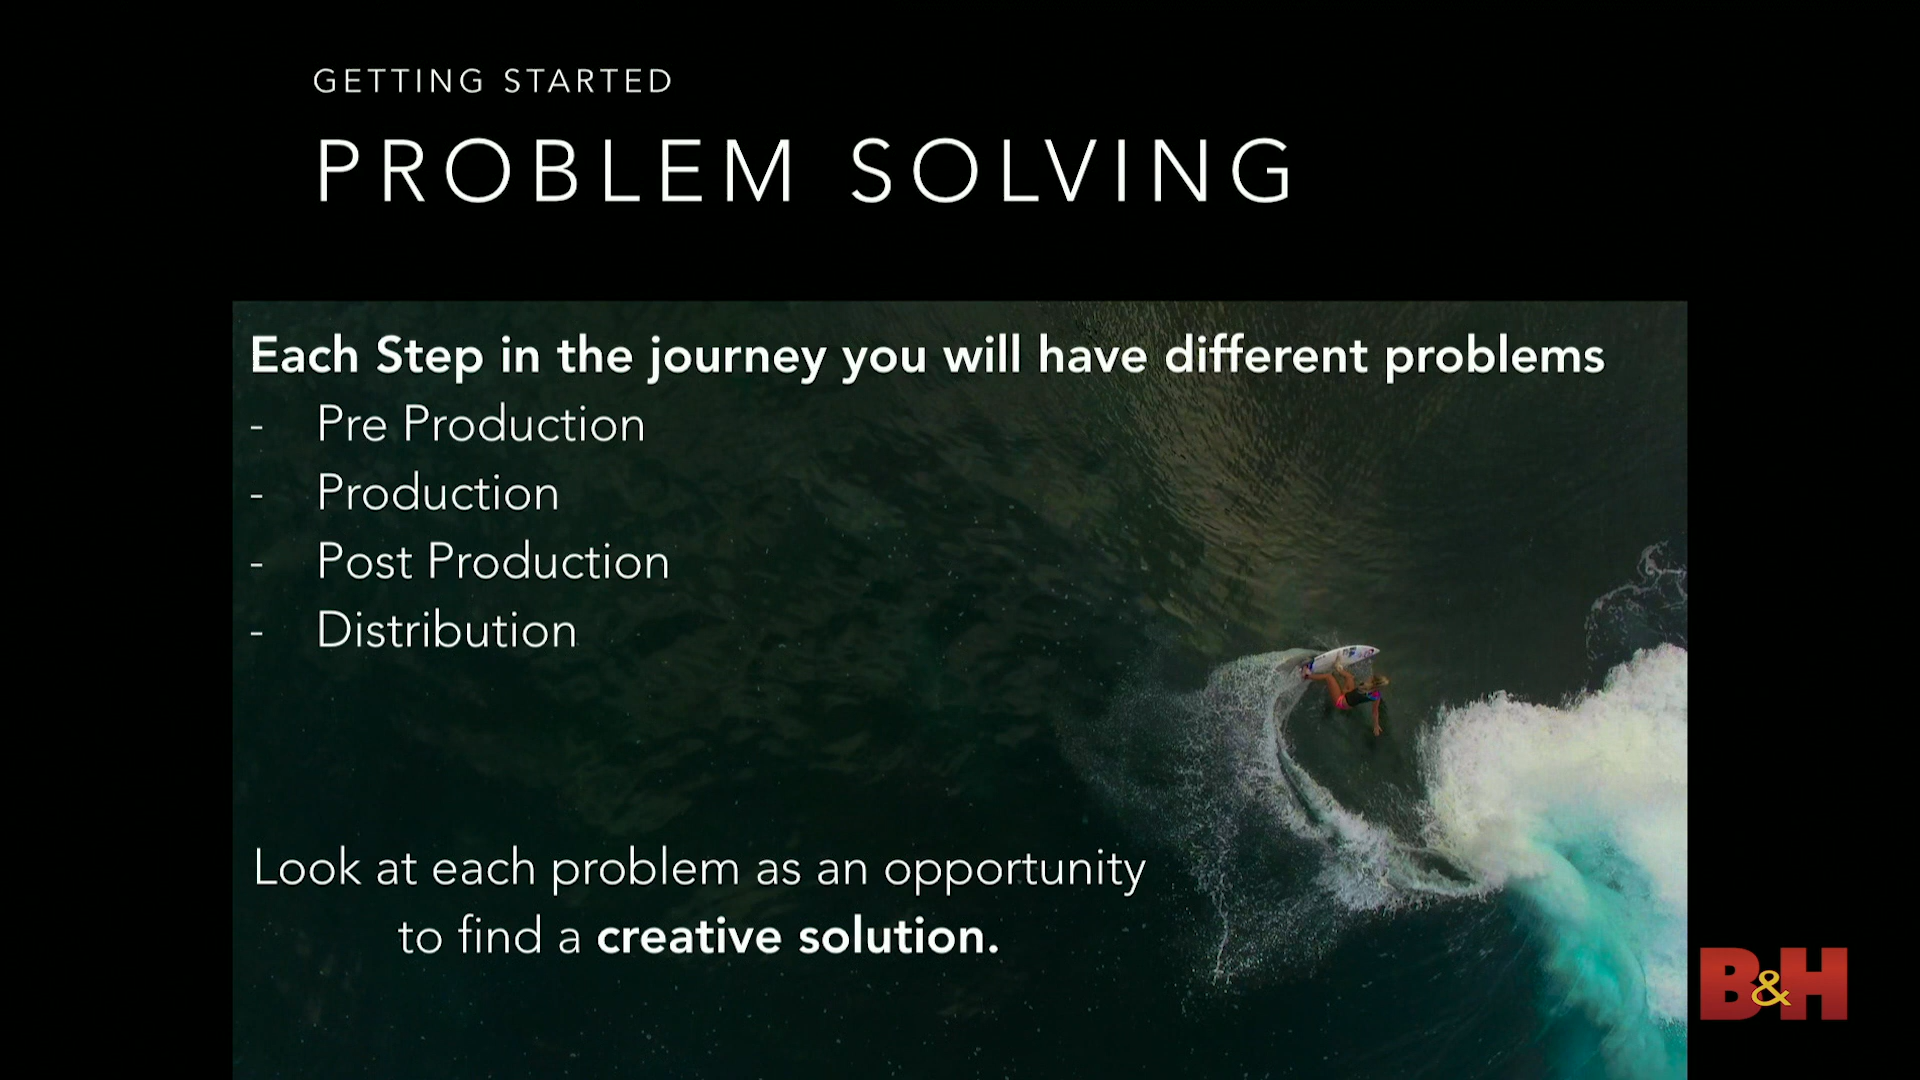 GETTING STARTED
PROBLEM SOLVING
Each Step in the journey you will have different problems
- Pre Production
- Production
- Post Production
- Distribution
Look at each problem as an opportunity
to find a creative solution.
B&H